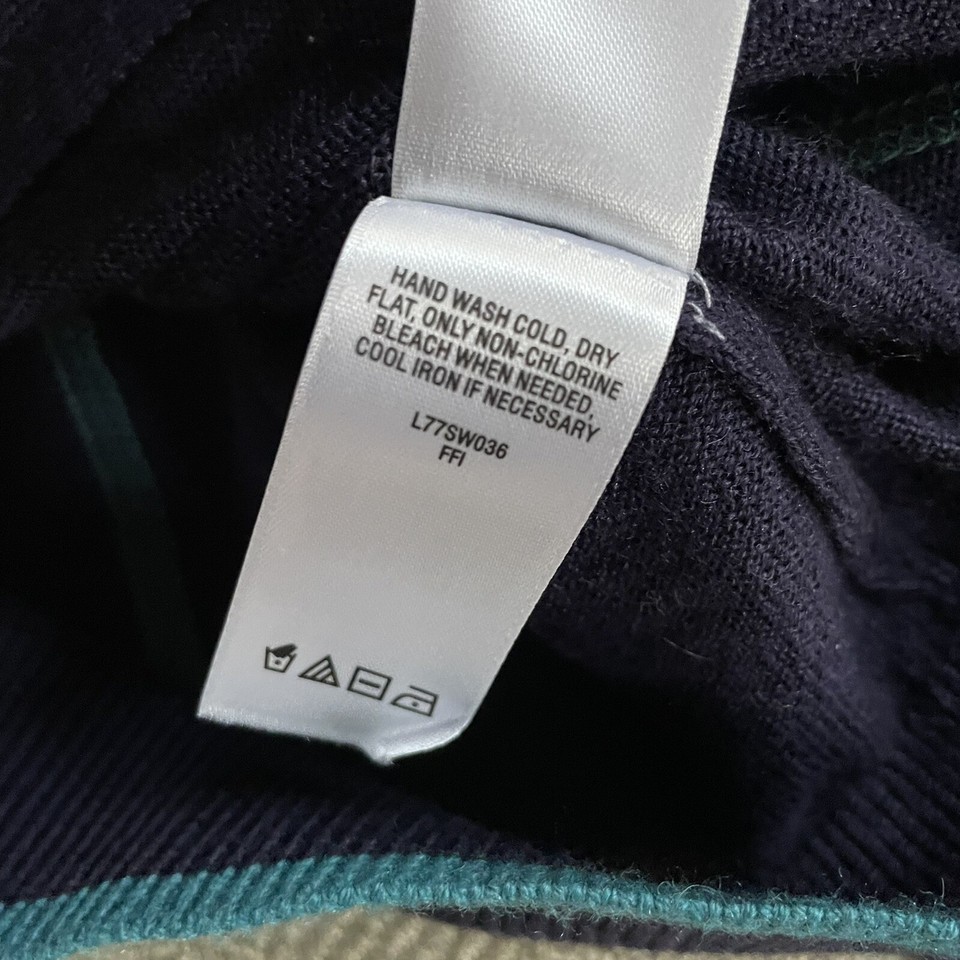 HAND WASH COLD, DRY
FLAT, ONLY NON-CHLORINE
BLEACH WHEN NEEDED,
COOL IRON IF NECESSARY
L77SW036
FFI